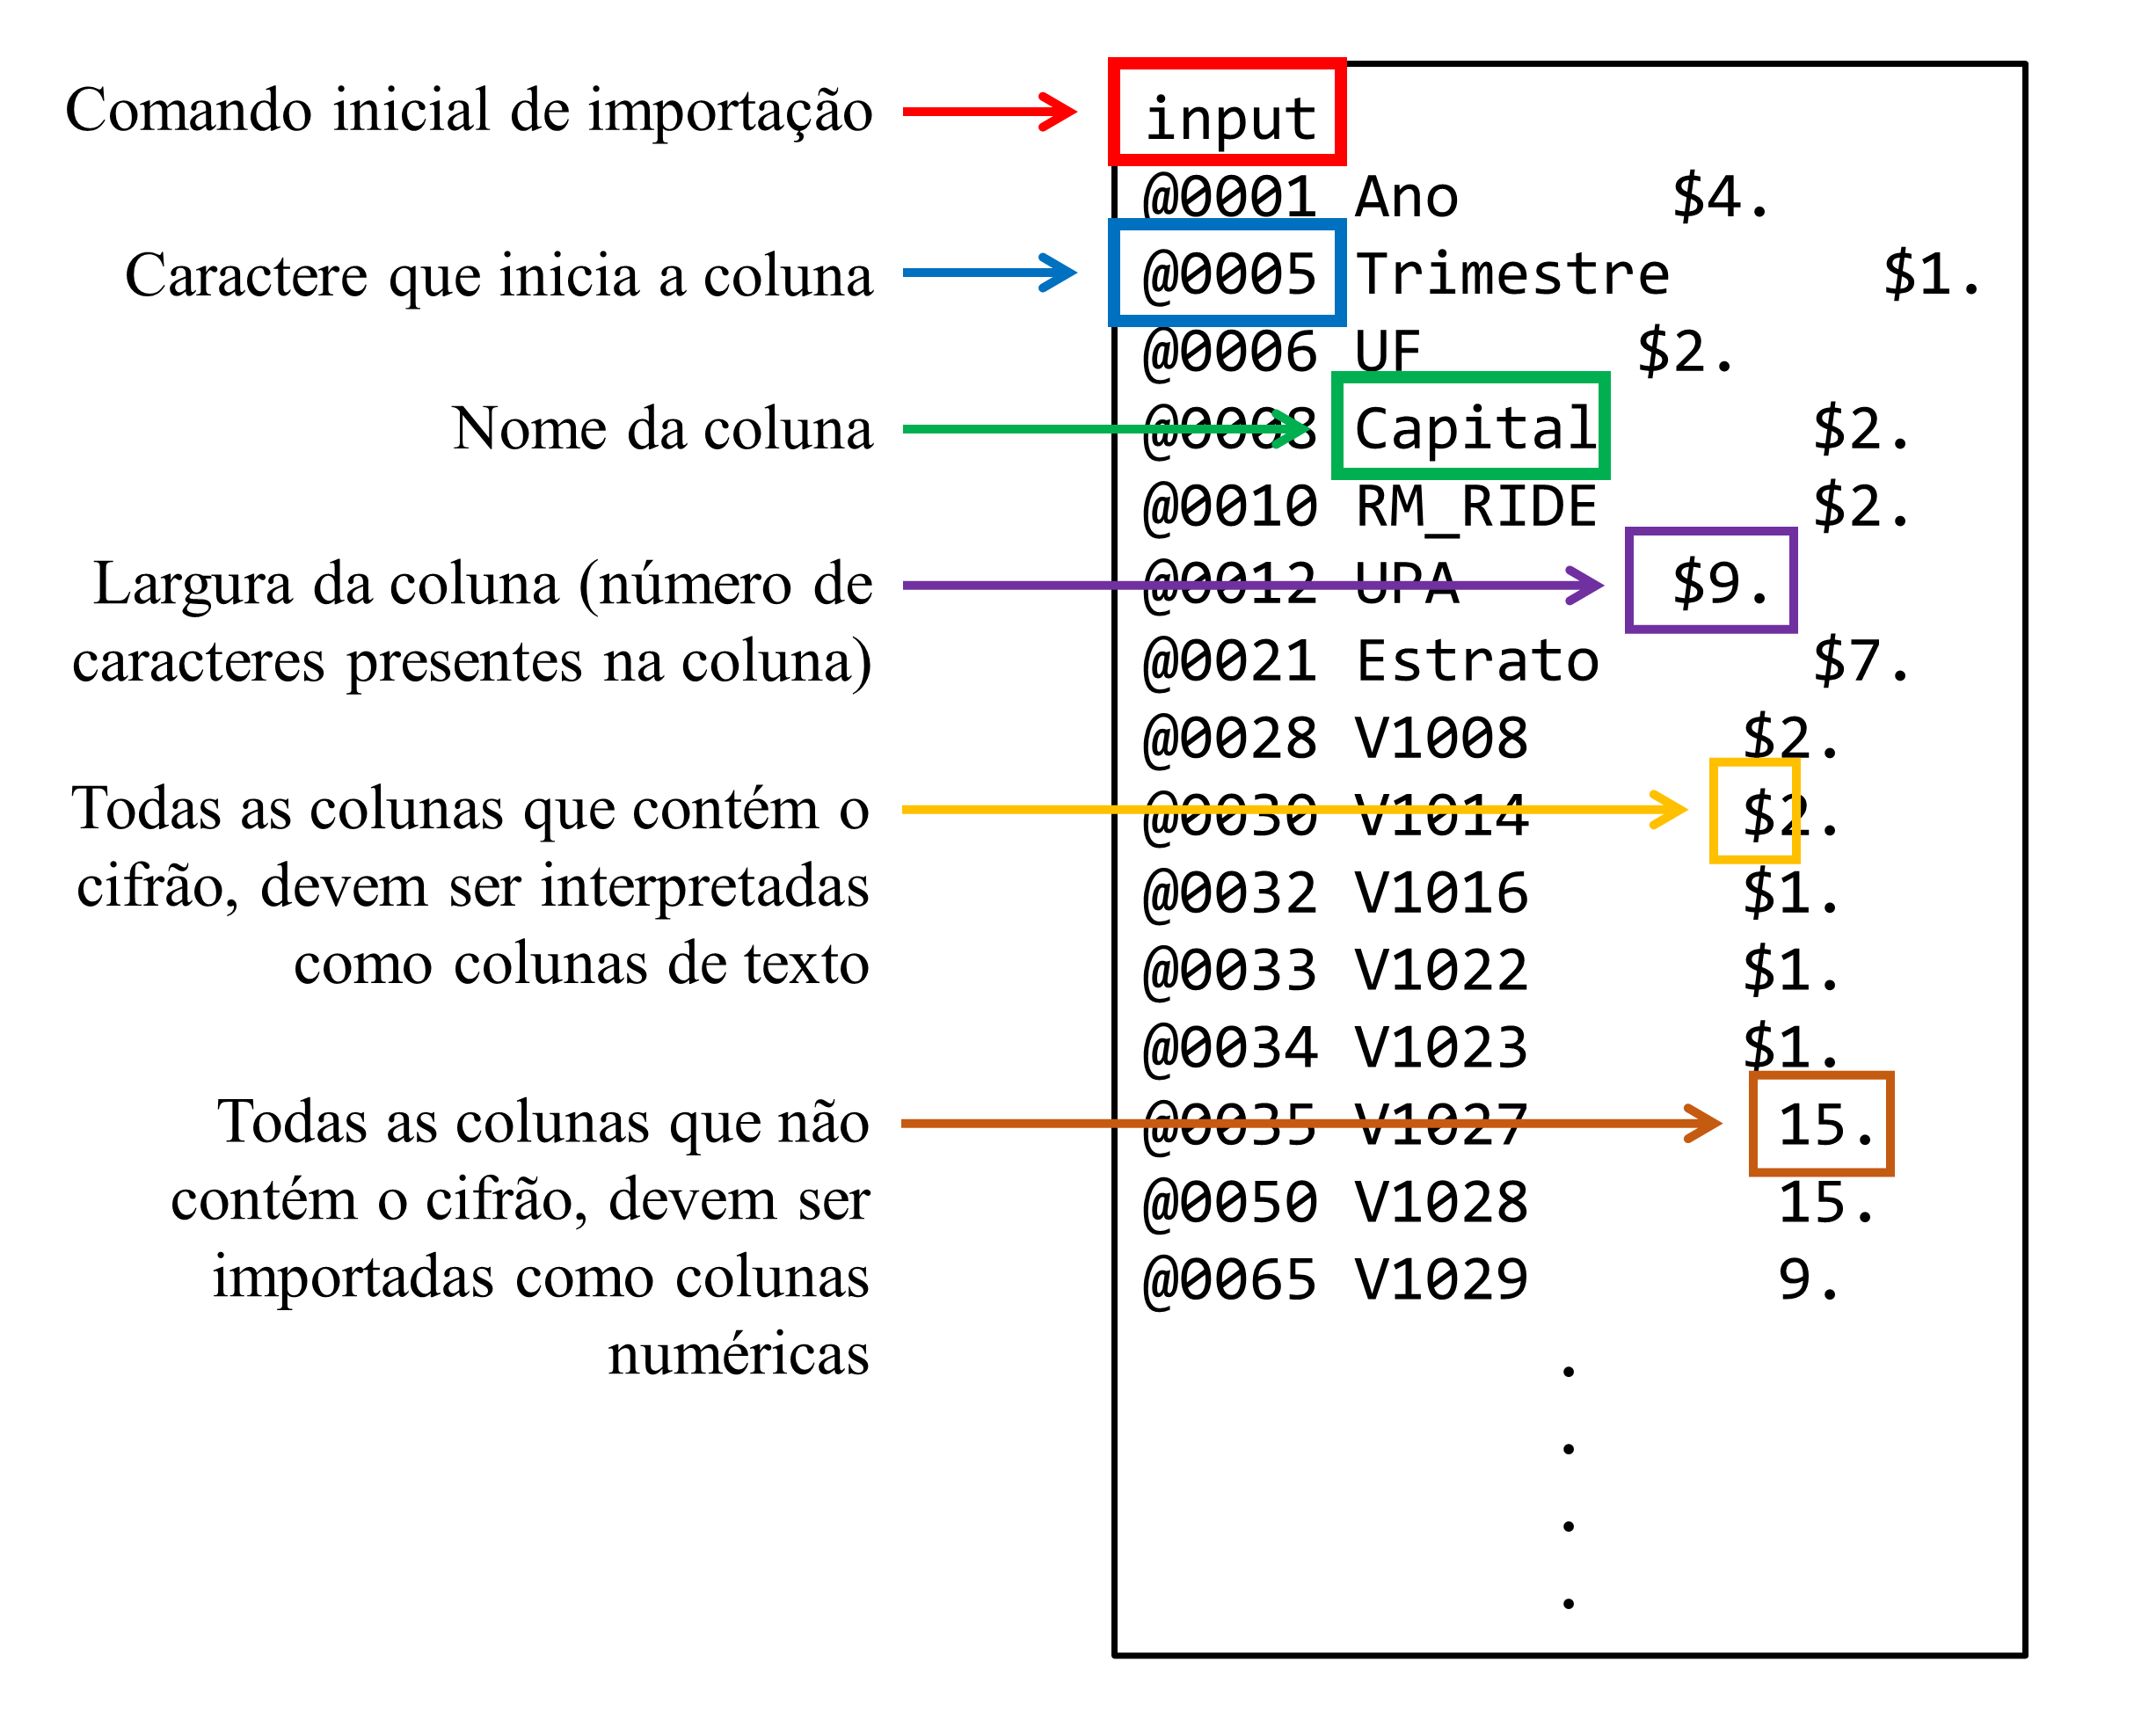 Comando inicial de importação
Caractere que inicia a coluna
Nome da coluna
Largura da coluna (número de
caracteres presentes na coluna)
Todas as colunas que contém o
cifrão, devem ser interpretadas
como colunas de texto
Todas as colunas que não
contém o cifrão, devem ser
importadas como colunas
numéricas
input
@0001 Ano $4.
@0005 Trimestre $1.
@0006 UF $2.
@0008 Capital $2.
@0010 RM_RIDE $2.
@0012 UPA $9.
@0021 Estrato $7.
@0028 V1008 $2.
@0030 V1014 $2.
@0032 V1016 $1.
@0033 V1022 $1.
@0034 V1023 $1.
@0035 V1027 15.
@0050 V1028 15.
@0065 V1029 9.
.
.
.
.